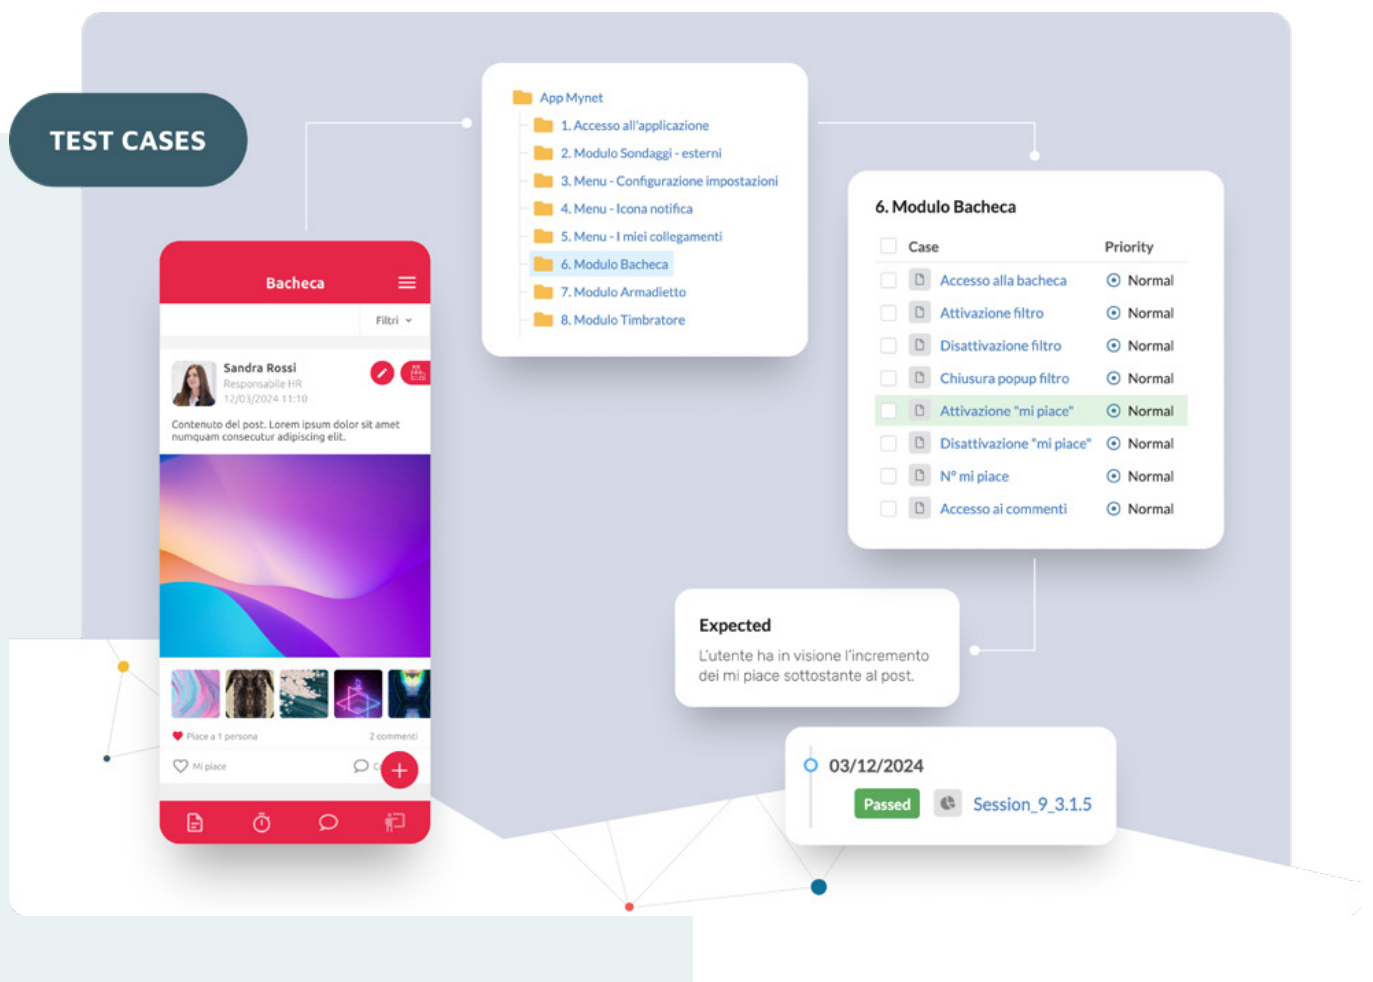 TEST CASES
App Mynet
1. Accesso all'applicazione
2. Modulo Sondaggi - esterni
3. Menu - Configurazione impostazioni
4. Menu - Icona notifica
5. Menu - I miei collegamenti
6. Modulo Bacheca
7. Modulo Armadietto
8. Modulo Timbratore
6. Modulo Bacheca
Case Priority
Accesso alla bacheca Normal
Attivazione filtro Normal
Disattivazione filtro Normal
Chiusura popup filtro Normal
Attivazione "mi piace" Normal
Disattivazione "mi piace" Normal
N° mi piace Normal
Accesso ai commenti Normal
Bacheca
Filtri
Sandra Rossi
Responsabile HR
12/03/2024 11:10
Contenuto del post. Lorem ipsum dolor sit amet
numquam consecutur adipiscing elit.
Piace a 1 persona 2 commenti
Mi piace
Expected
L'utente ha in visione l'incremento
dei mi piace sottostante al post.
03/12/2024
Passed Session_9_3.1.5